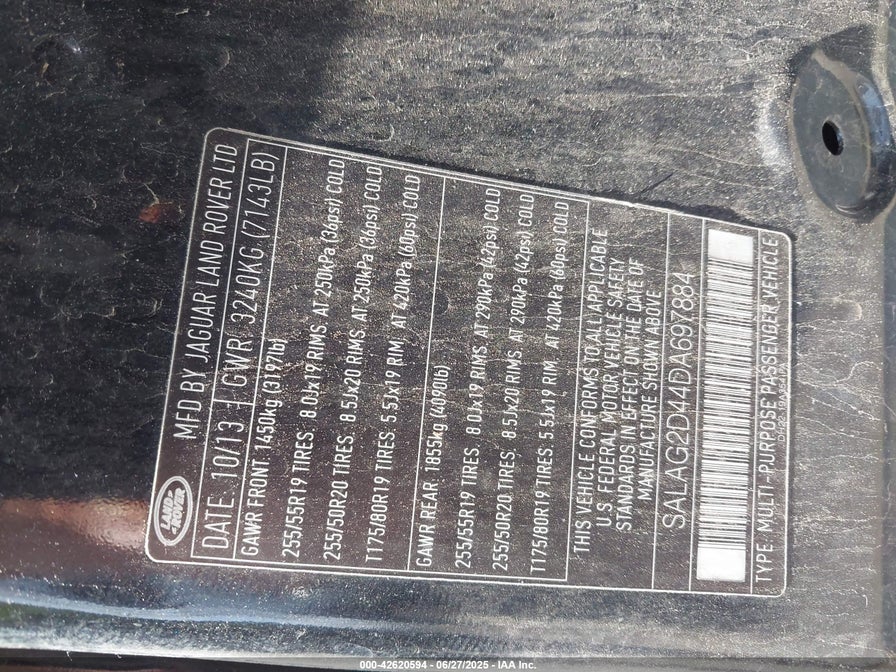 LAND-
-ROVER
MFD BY JAGUAR LAND ROVER LTD
DATE: 10/13 GWR: 3240KG (7143LB)
GAWR FRONT: 1450kg (3197lb)
255/55R19 TIRES; 8.0Jx19 RIMS. AT 250kPa (36psi) COLD
255/50R20 TIRES; 8.5Jx20 RIMS. AT 250kPa (36psi) COLD
T175/80R19 TIRES 5.5Jx19 RIM, AT 420kPa (60psi) COLD
GAWR REAR: 1855kg (4090lb)
255/55R19 TIRES; 8.0Jx19 RIMS. AT 290kPa (42psi) COLD
255/50R20 TIRES; 8.5Jx20 RIMS. AT 290kPa (42psi) COLD
T175/80R19 TIRES 5.5Jx19 RIM, AT 420kPa (60psi) COLD
THIS VEHICLE CONFORMS TO ALL APPLICABLE
U.S. FEDERAL MOTOR VEHICLE SAFETY
STANDARDS IN EFFECT ON THE DATE OF
MANUFACTURE SHOWN ABOVE
SALAG2D44DA697884
TYPE: MULTI-PURPOSE PASSENGER VEHICLE
000-42620594 - 06/27/2025 - IAA Inc.